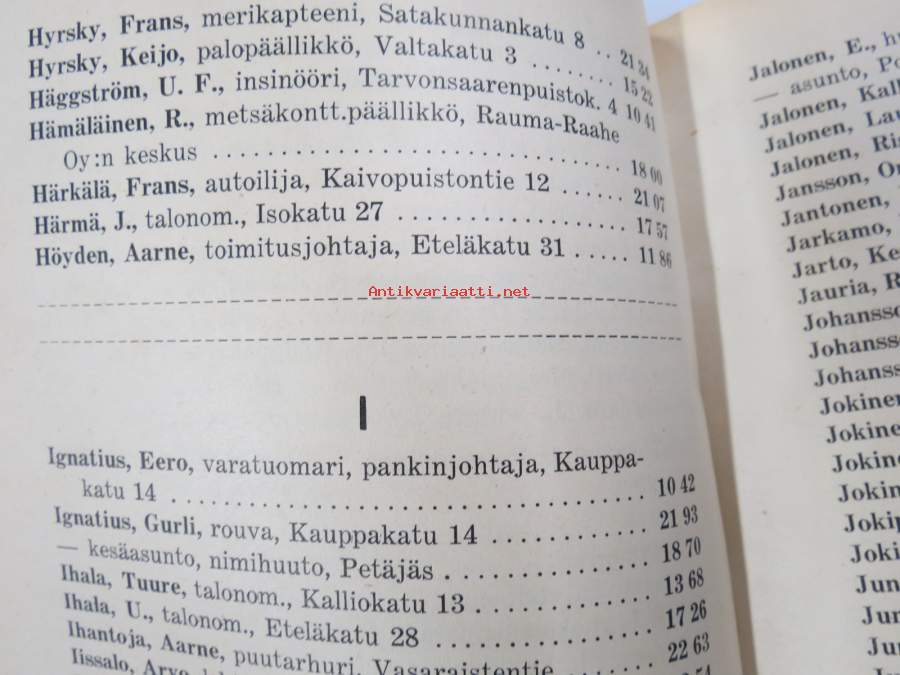 Hyrsky, Frans, merikapteeni, Satakunnankatu 8 .. 21 34
Hyrsky, Keijo, palopäällikkö, Valtakatu 3 ........ 15 22
Häggström, U. F., insinööri, Tarvonsaarenpuistok. 4 10 41
Hämäläinen, R., metsäkontt.päällikkö, Rauma-Raahe
Oy:n keskus .............................. 18 00
Härkälä, Frans, autoilija, Kaivopuistontie 12 ...... 21 07
Härmä, J., talonom., Isokatu 27 ................. 17 57
Höyden, Aarne, toimitusjohtaja, Eteläkatu 31 ..... 11 86
Antikvariaatti.net
I
Ignatius, Eero, varatuomari, pankinjohtaja, Kauppa-
katu 14 .................................. 10 42
Ignatius, Gurli, rouva, Kauppakatu 14 ............ 21 93
— kesäasunto, nimihuuto, Petäjäs ............... 18 70
Ihala, Tuure, talonom., Kalliokatu 13 ............. 13 68
Ihala, U., talonom., Eteläkatu 28 ................ 17 26
Ihantoja, Aarne, puutarhuri, Vasaraistentie ....... 22 63
Iissalo, Arvo
Jalonen, E.,
— asunto,
Jalonen,
Jalonen,
Jalonen,
Jansson,
Jantonen,
Jarkamo,
Jarto,
Jauria,